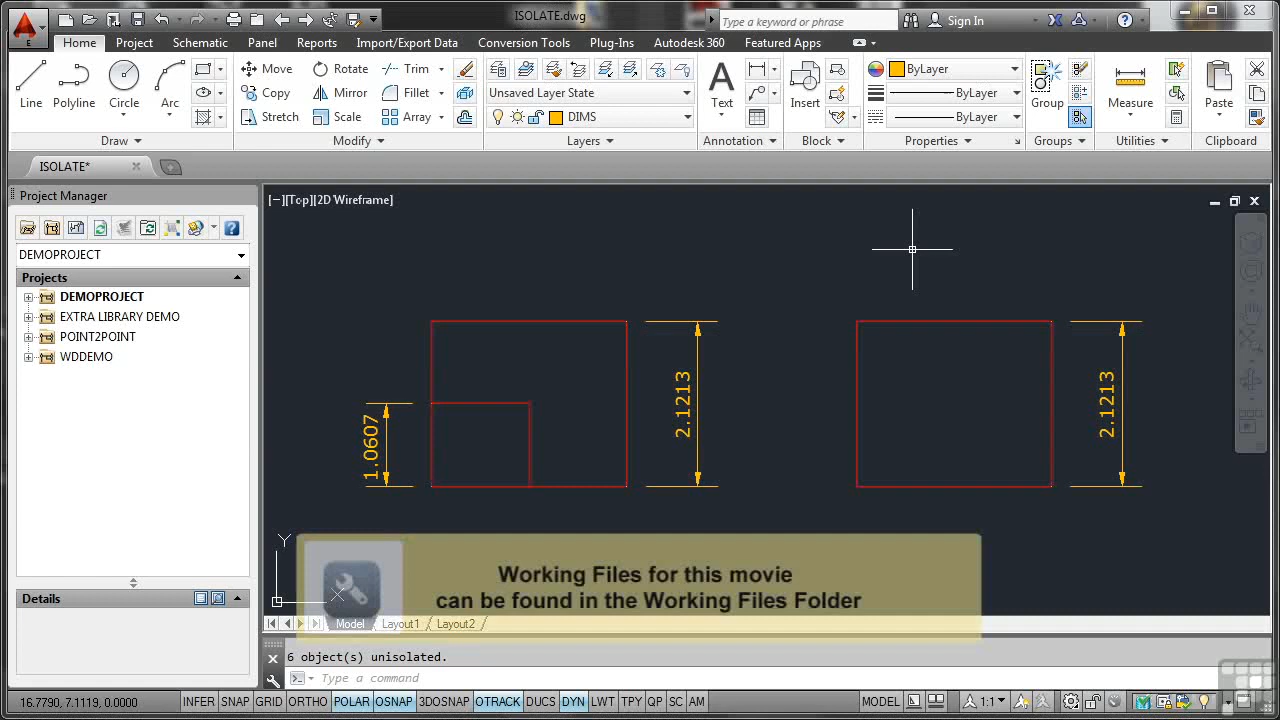 ISOLATE.dwg
Type a keyword or phrase
Sign In
E
Home Project Schematic Panel Reports Import/Export Data Conversion Tools Plug-Ins Autodesk 360 Featured Apps
Line Polyline Circle Arc
Move Rotate Trim
Copy Mirror Fillet
Stretch Scale Array
Unsaved Layer State
DIMS
Text
Insert
ByLayer
ByLayer
ByLayer
Group
Measure
Paste
Draw Modify Layers Annotation Block Properties Groups Utilities Clipboard
ISOLATE*
Project Manager
DEMOPROJECT
Projects
DEMOPROJECT
EXTRA LIBRARY DEMO
POINT2POINT
WDDEMO
Details
[−][Top][2D Wireframe]
1.0607
2.1213
2.1213
Y
X
Working Files for this movie
can be found in the Working Files Folder
Model Layout1 Layout2
6 object(s) unisolated.
Type a command
16.7790, 7.1119, 0.0000
INFER SNAP GRID ORTHO POLAR OSNAP 3DOSNAP OTRACK DUCS DYN LWT TPY QP SC AM
MODEL
1:1